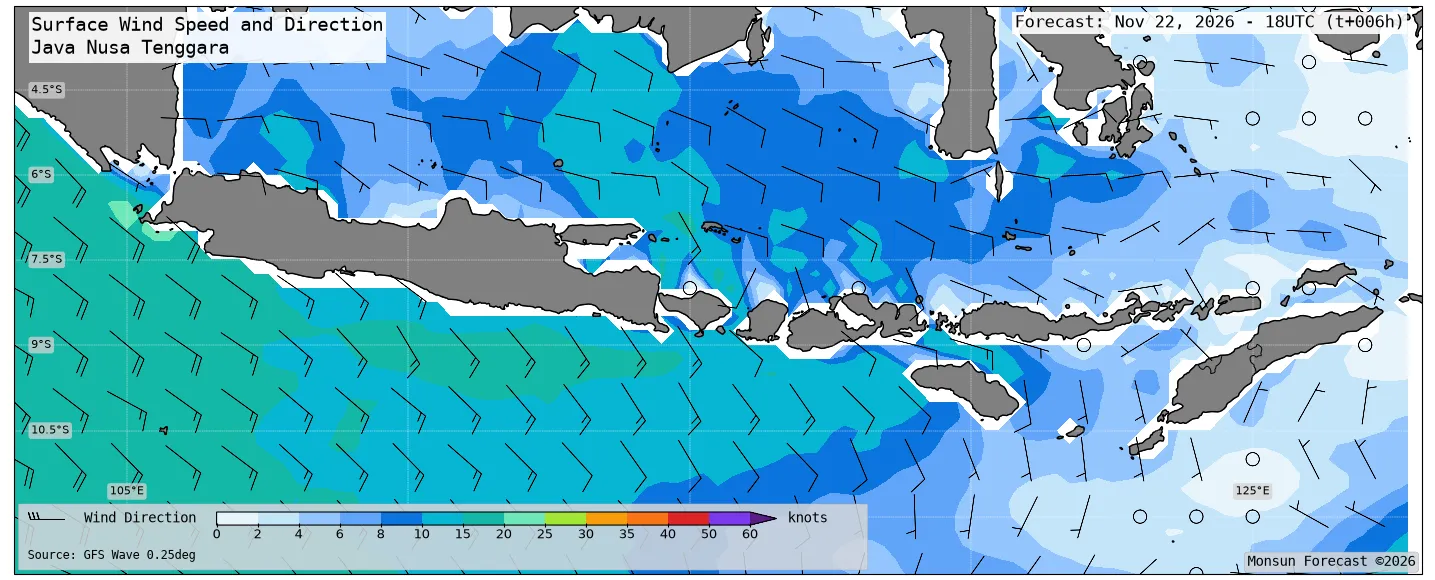 Surface Wind Speed and Direction
Java Nusa Tenggara
Forecast: Nov 22, 2026 - 18UTC (t+006h)
4.5°S
6°S
7.5°S
9°S
10.5°S
105°E
125°E
Wind Direction
0 2 4 6 8 10 15 20 25 30 35 40 50 60
knots
Source: GFS Wave 0.25deg
Monsun Forecast ©2026